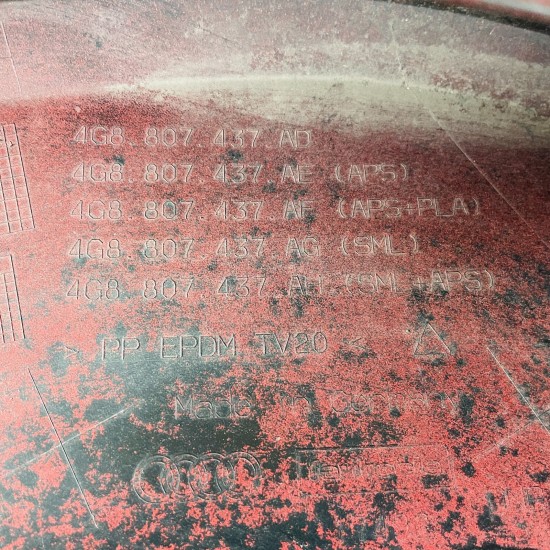 4G8.807.437.AD
4G8.807.437.AE (APS)
4G8.807.437.AF (APS+PLA)
4G8.807.437.AG (SML)
4G8.807.437.AH (SML+APS)
> PP EPDM TV20 <
Made in Germany